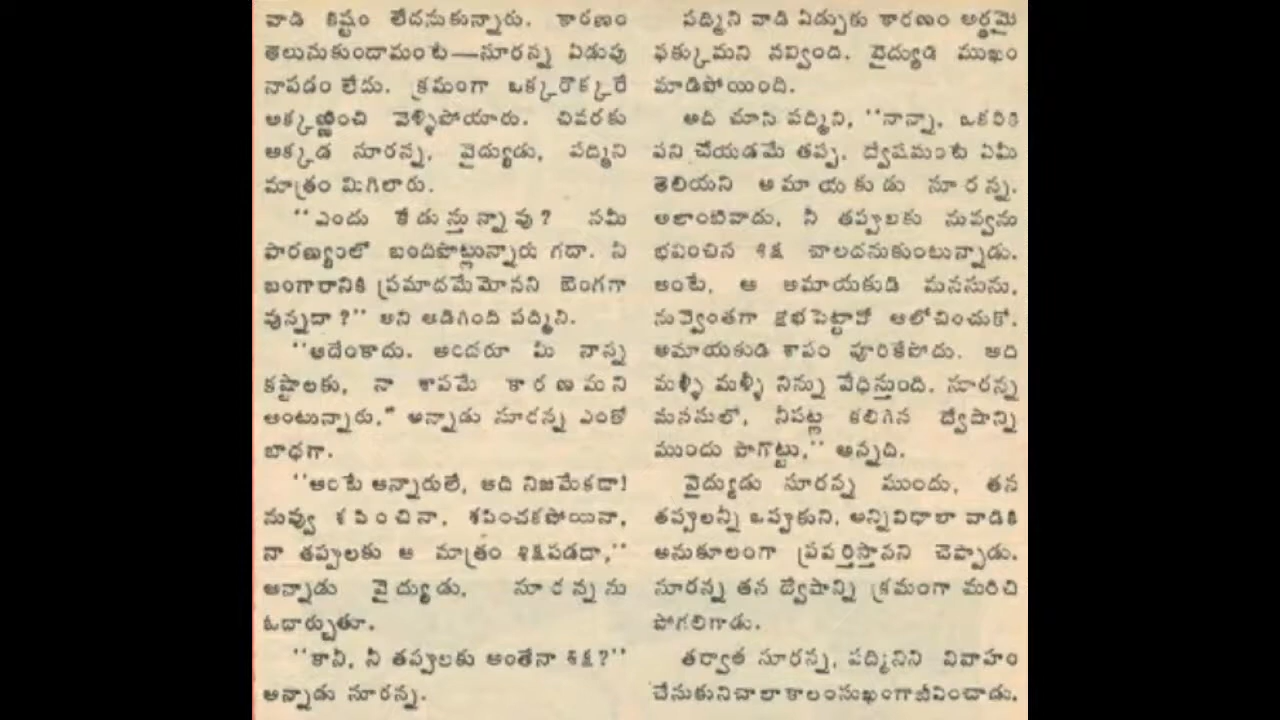 వాడి కిష్టం లేదనుకున్నారు. కారణం
తెలుసుకుందామంటే—సూరన్న ఏడుపు
నాపడం లేదు. క్రమంగా ఒక్కరొక్కరే
అక్కణ్ణించి వెళ్ళిపోయారు. చివరకు
అక్కడ సూరన్న, వైద్యుడు, పద్మిని
మాత్రం మిగిలారు.
“ఎందు కేడుస్తున్నావు? సమీ
పారణ్యంలో బందిపోట్లున్నారు గదా. నీ
బంగారానికి ప్రమాదమేమోనని బెంగగా
వున్నదా?” అని అడిగింది పద్మిని.
“అదేంకాదు. అందరూ మీ నాన్న
కష్టాలకు, నా శాపమే కారణమని
అంటున్నారు,” అన్నాడు సూరన్న ఎంతో
బాధగా.
“అంటే అన్నారులే, అది నిజమేకదా!
నువ్వు శపించినా, శపించకపోయినా,
నా తప్పులకు ఆ మాత్రం శిక్షపడదా,”
అన్నాడు వైద్యుడు, సూరన్నను
ఓదార్చుతూ.
“కానీ, నీ తప్పులకు అంతేనా శిక్ష?”
అన్నాడు సూరన్న.
పద్మిని వాడి ఏడ్పుకు కారణం అర్థమై
ఫక్కుమని నవ్వింది. వైద్యుడి ముఖం
మాడిపోయింది.
అది చూసి పద్మిని, “నాన్నా, ఒకరికి
పని చేయడమే తప్ప, ద్వేషమంటే ఏమీ
తెలియని అమాయకుడు సూరన్న.
అలాంటివాడు, నీ తప్పులకు నువ్వను
భవించిన శిక్ష చాలదనుకుంటున్నాడు.
అంటే, ఆ అమాయకుడి మనసును,
నువ్వెంతగా క్షోభపెట్టావో ఆలోచించుకో.
అమాయకుడి శాపం వూరికేపోదు. అది
మళ్ళీ మళ్ళీ నిన్ను వేధిస్తుంది. సూరన్న
మనసులో, నీపట్ల కలిగిన ద్వేషాన్ని
ముందు పొగొట్టు,” అన్నది.
వైద్యుడు సూరన్న ముందు, తన
తప్పులన్నీ ఒప్పుకుని, అన్నివిధాలా వాడికి
అనుకూలంగా ప్రవర్తిస్తానని చెప్పాడు.
సూరన్న తన ద్వేషాన్ని క్రమంగా మరిచి
పోగలిగాడు.
తర్వాత సూరన్న, పద్మినిని వివాహం
చేసుకునిచాలాకాలంసుఖంగాజీవించాడు.